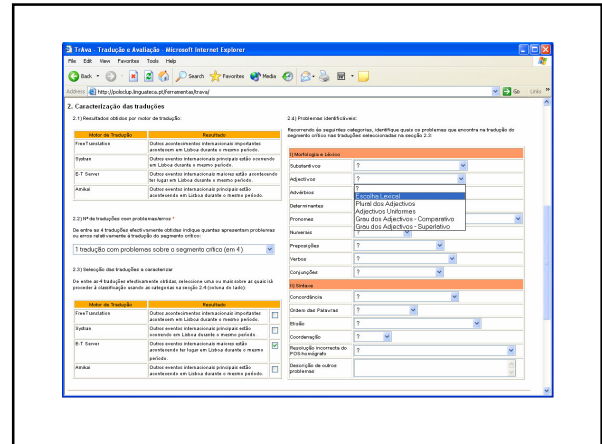 TrAva - Tradução e Avaliação - Microsoft Internet Explorer
File Edit View Favorites Tools Help
Back Search Favorites Media
Address http://poloclup.linguateca.pt/ferramentas/trava/ Go Links
2. Caracterização das traduções
2.1) Resultados obtidos por motor de tradução:
Motor de Tradução Resultado
FreeTranslation Outros acontecimentos internacionais importantes
acontecem em Lisboa durante o mesmo período.
Systran Outros eventos internacionais principais estão ocorrendo
em Lisboa durante o mesmo período.
E-T Server Outros eventos internacionais maiores estão acontecendo
ter lugar em Lisboa durante o mesmo período.
Amikai Outros eventos internacionais principais estão
acontecendo em Lisboa durante o mesmo período.
2.2) Nº de traduções com problemas/erros *
De entre as 4 traduções efectivamente obtidas indique quantas apresentam problemas
ou erros relativamente à tradução do segmento crítico:
1 tradução com problemas sobre o segmento crítico (em 4)
2.3) Selecção das traduções a caracterizar
De entre as 4 traduções efectivamente obtidas, seleccione uma ou mais sobre as quais irá
proceder à classificação usando as categorias na secção 2.4 (coluna do lado):
Motor de Tradução Resultado
FreeTranslation Outros acontecimentos internacionais importantes
acontecem em Lisboa durante o mesmo período.
Systran Outros eventos internacionais principais estão
ocorrendo em Lisboa durante o mesmo período.
E-T Server Outros eventos internacionais maiores estão
acontecendo ter lugar em Lisboa durante o mesmo
período.
Amikai Outros eventos internacionais principais estão
acontecendo em Lisboa durante o mesmo período.
2.4) Problemas identificáveis:
Recorrendo às seguintes categorias, identifique quais os problemas que encontra na tradução do
segmento crítico nas traduções seleccionadas na secção 2.3:
I) Morfologia e Léxico
Substantivos ?
Adjectivos ?
?
Advérbios Escolha Lexical
Plural dos Adjectivos
Determinantes Adjectivos Uniformes
Pronomes Grau dos Adjectivos - Comparativo
Grau dos Adjectivos - Superlativo
Numerais ?
Preposições ?
Verbos ?
Conjunções ?
II) Sintaxe
Concordância ?
Ordem das Palavras ?
Elisão ?
Coordenação ?
Resolução incorrecta do
POS:homógrafo ?
Descrição de outros
problemas